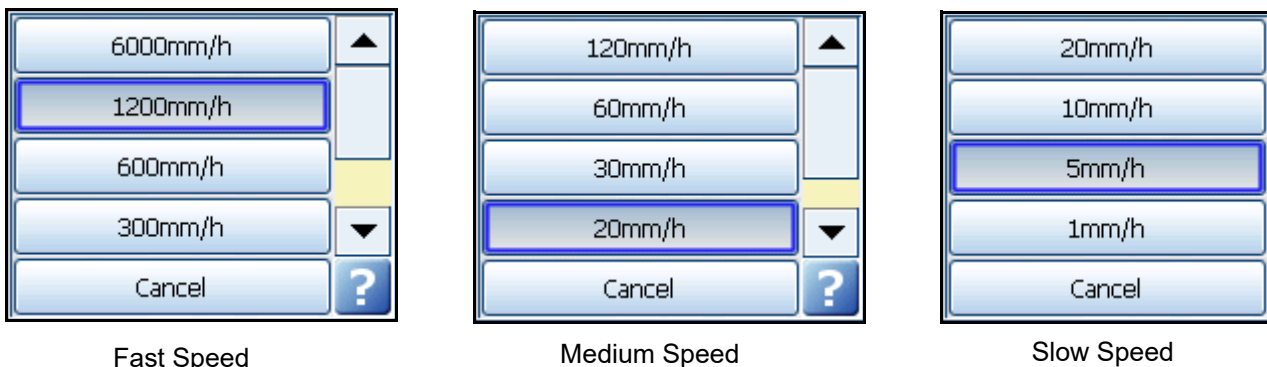 6000mm/h
1200mm/h
600mm/h
300mm/h
Cancel
?
Fast Speed
120mm/h
60mm/h
30mm/h
20mm/h
Cancel
?
Medium Speed
20mm/h
10mm/h
5mm/h
1mm/h
Cancel
Slow Speed